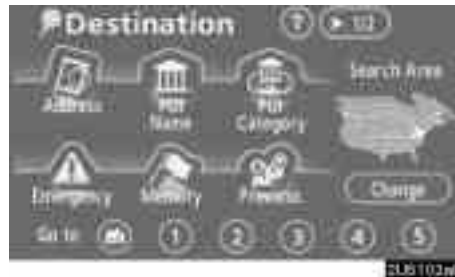 Destination ? ▶ 1/2
Search Area
Address POI Name POI Category
Emergency Memory Previous
Change
Go to 1 2 3 4 5
2U5103